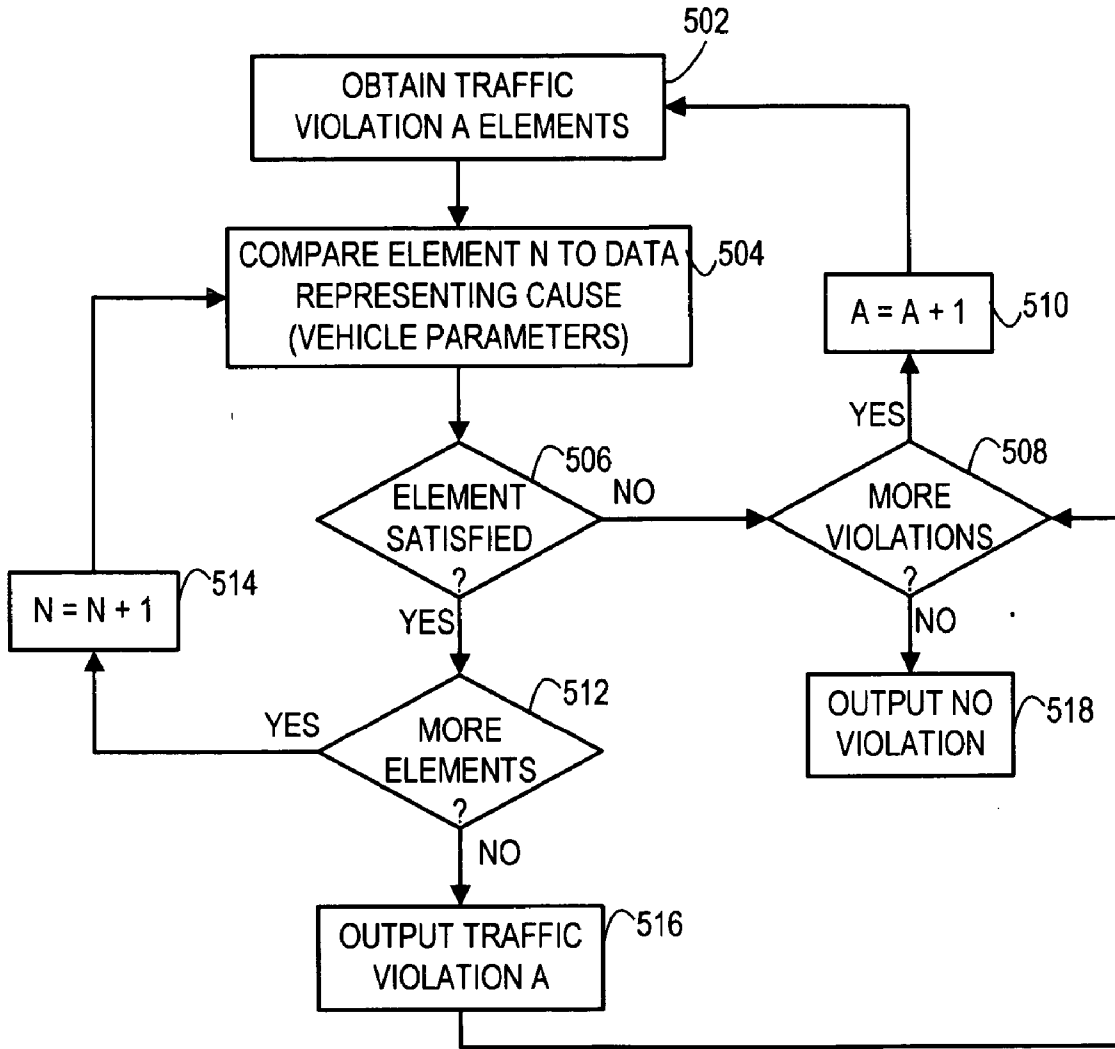 502
OBTAIN TRAFFIC
VIOLATION A ELEMENTS
COMPARE ELEMENT N TO DATA
REPRESENTING CAUSE
(VEHICLE PARAMETERS)
504
A = A + 1
510
YES
506
ELEMENT
SATISFIED
?
NO
508
MORE
VIOLATIONS
?
N = N + 1
514
YES
NO
512
YES
MORE
ELEMENTS
?
OUTPUT NO
VIOLATION
518
NO
OUTPUT TRAFFIC
VIOLATION A
516